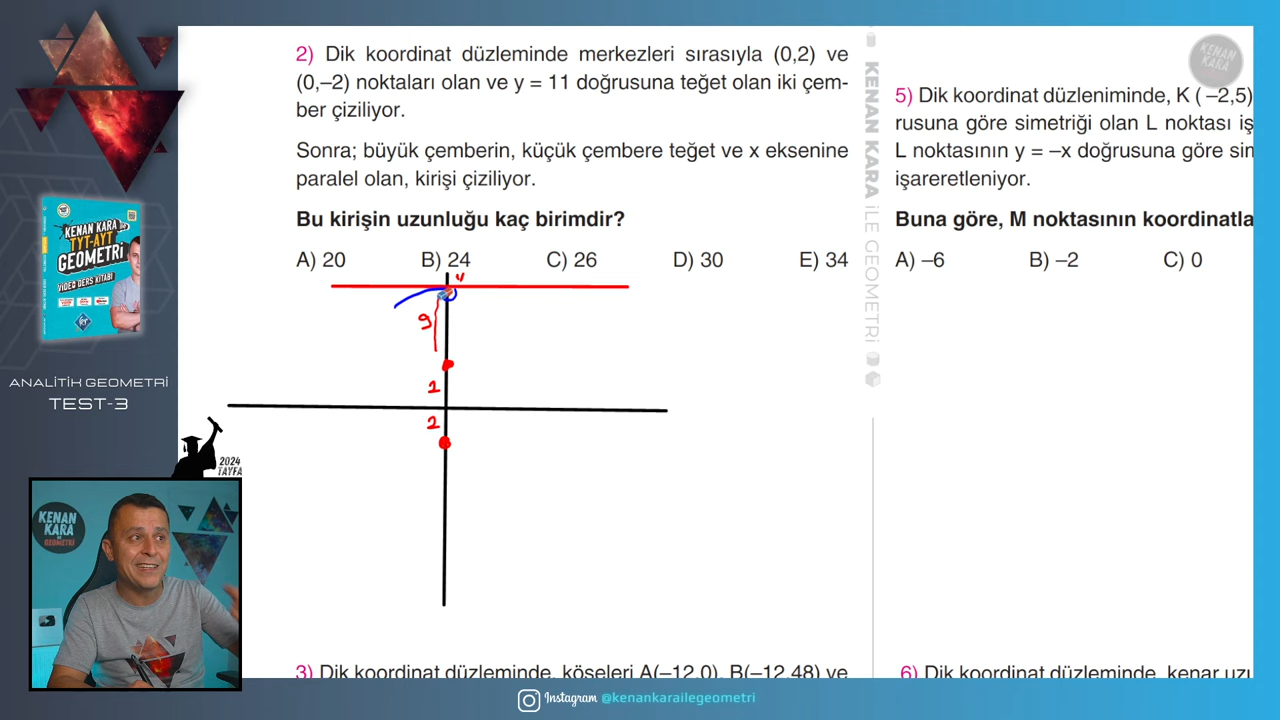 2) Dik koordinat düzleminde merkezleri sırasıyla (0,2) ve
(0,–2) noktaları olan ve y = 11 doğrusuna teğet olan iki çem-
ber çiziliyor.
Sonra; büyük çemberin, küçük çembere teğet ve x eksenine
paralel olan, kirişi çiziliyor.
Bu kirişin uzunluğu kaç birimdir?
A) 20 B) 24 C) 26 D) 30 E) 34
9
2
2
3) Dik koordinat düzleminde, köşeleri A(–12,0), B(–12,48) ve
KENAN KARA İLE GEOMETRİ
KENAN
KARA
5) Dik koordinat düzleniminde, K ( –2,5)
rusuna göre simetriği olan L noktası iş
L noktasının y = –x doğrusuna göre sim
işareretleniyor.
Buna göre, M noktasının koordinatla
A) –6 B) –2 C) 0
6) Dik koordinat düzleminde, kenar uzu
KENAN KARA
TYT-AYT
GEOMETRİ
VİDEO DERS KİTABI
ANALİTİK GEOMETRİ
TEST-3
2024
TAYFA
KENAN
KARA
GEOMETRİ
Instagram @kenankarailegeometri